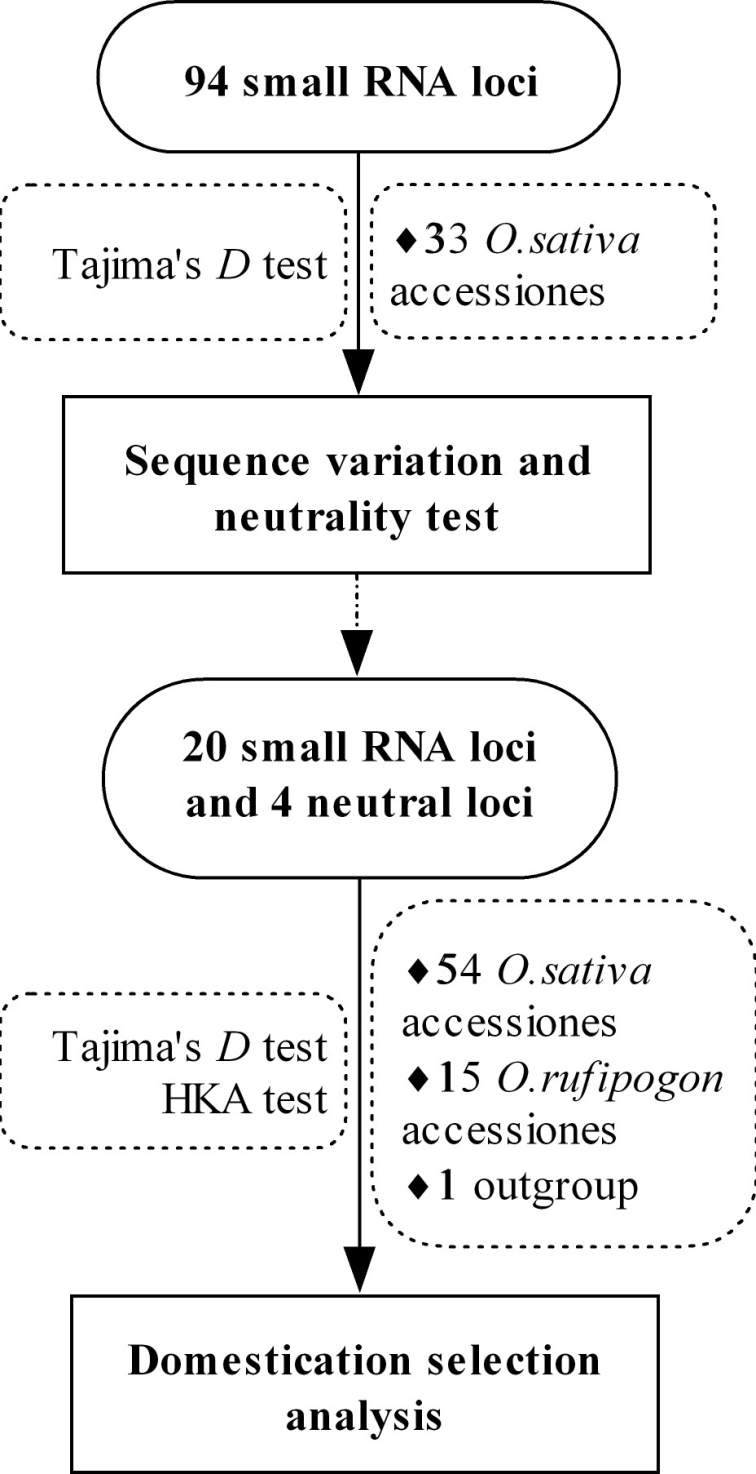 94 small RNA loci
Tajima's D test
♦33 O.sativa
accessiones
Sequence variation and
neutrality test
20 small RNA loci
and 4 neutral loci
Tajima's D test
HKA test
♦54 O.sativa
accessiones
♦15 O.rufipogon
accessiones
♦1 outgroup
Domestication selection
analysis